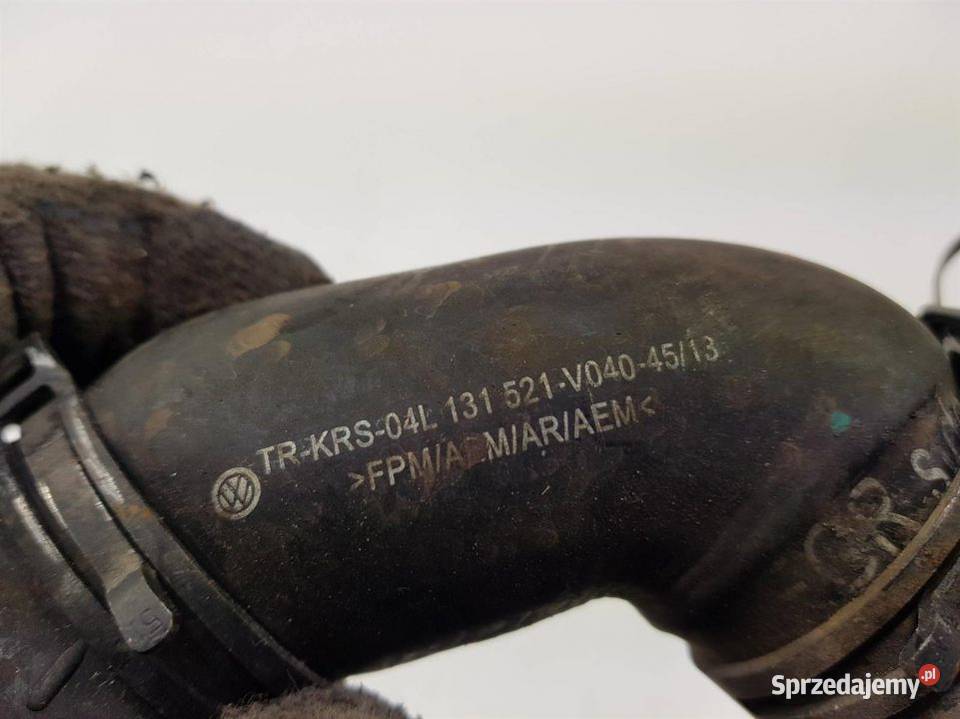 TR-KRS-04L 131 521-V040-45/13
>FPM/AEM/AR/AEM<
Sprzedajemy.pl